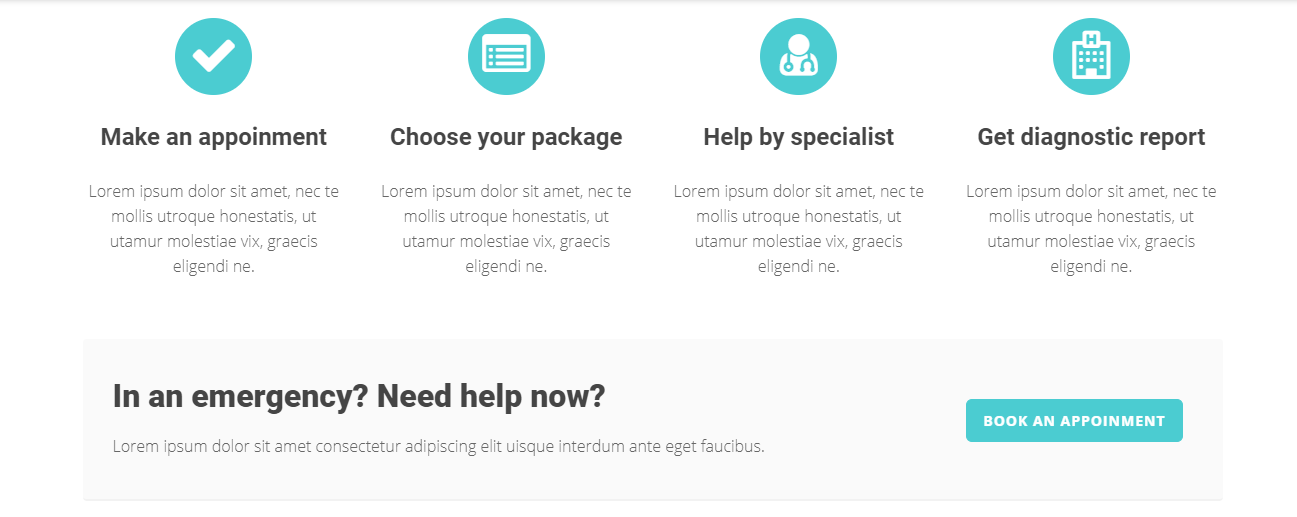 Make an appoinment
Lorem ipsum dolor sit amet, nec te
mollis utroque honestatis, ut
utamur molestiae vix, graecis
eligendi ne.
Choose your package
Lorem ipsum dolor sit amet, nec te
mollis utroque honestatis, ut
utamur molestiae vix, graecis
eligendi ne.
Help by specialist
Lorem ipsum dolor sit amet, nec te
mollis utroque honestatis, ut
utamur molestiae vix, graecis
eligendi ne.
H
Get diagnostic report
Lorem ipsum dolor sit amet, nec te
mollis utroque honestatis, ut
utamur molestiae vix, graecis
eligendi ne.
In an emergency? Need help now?
Lorem ipsum dolor sit amet consectetur adipiscing elit uisque interdum ante eget faucibus.
BOOK AN APPOINMENT